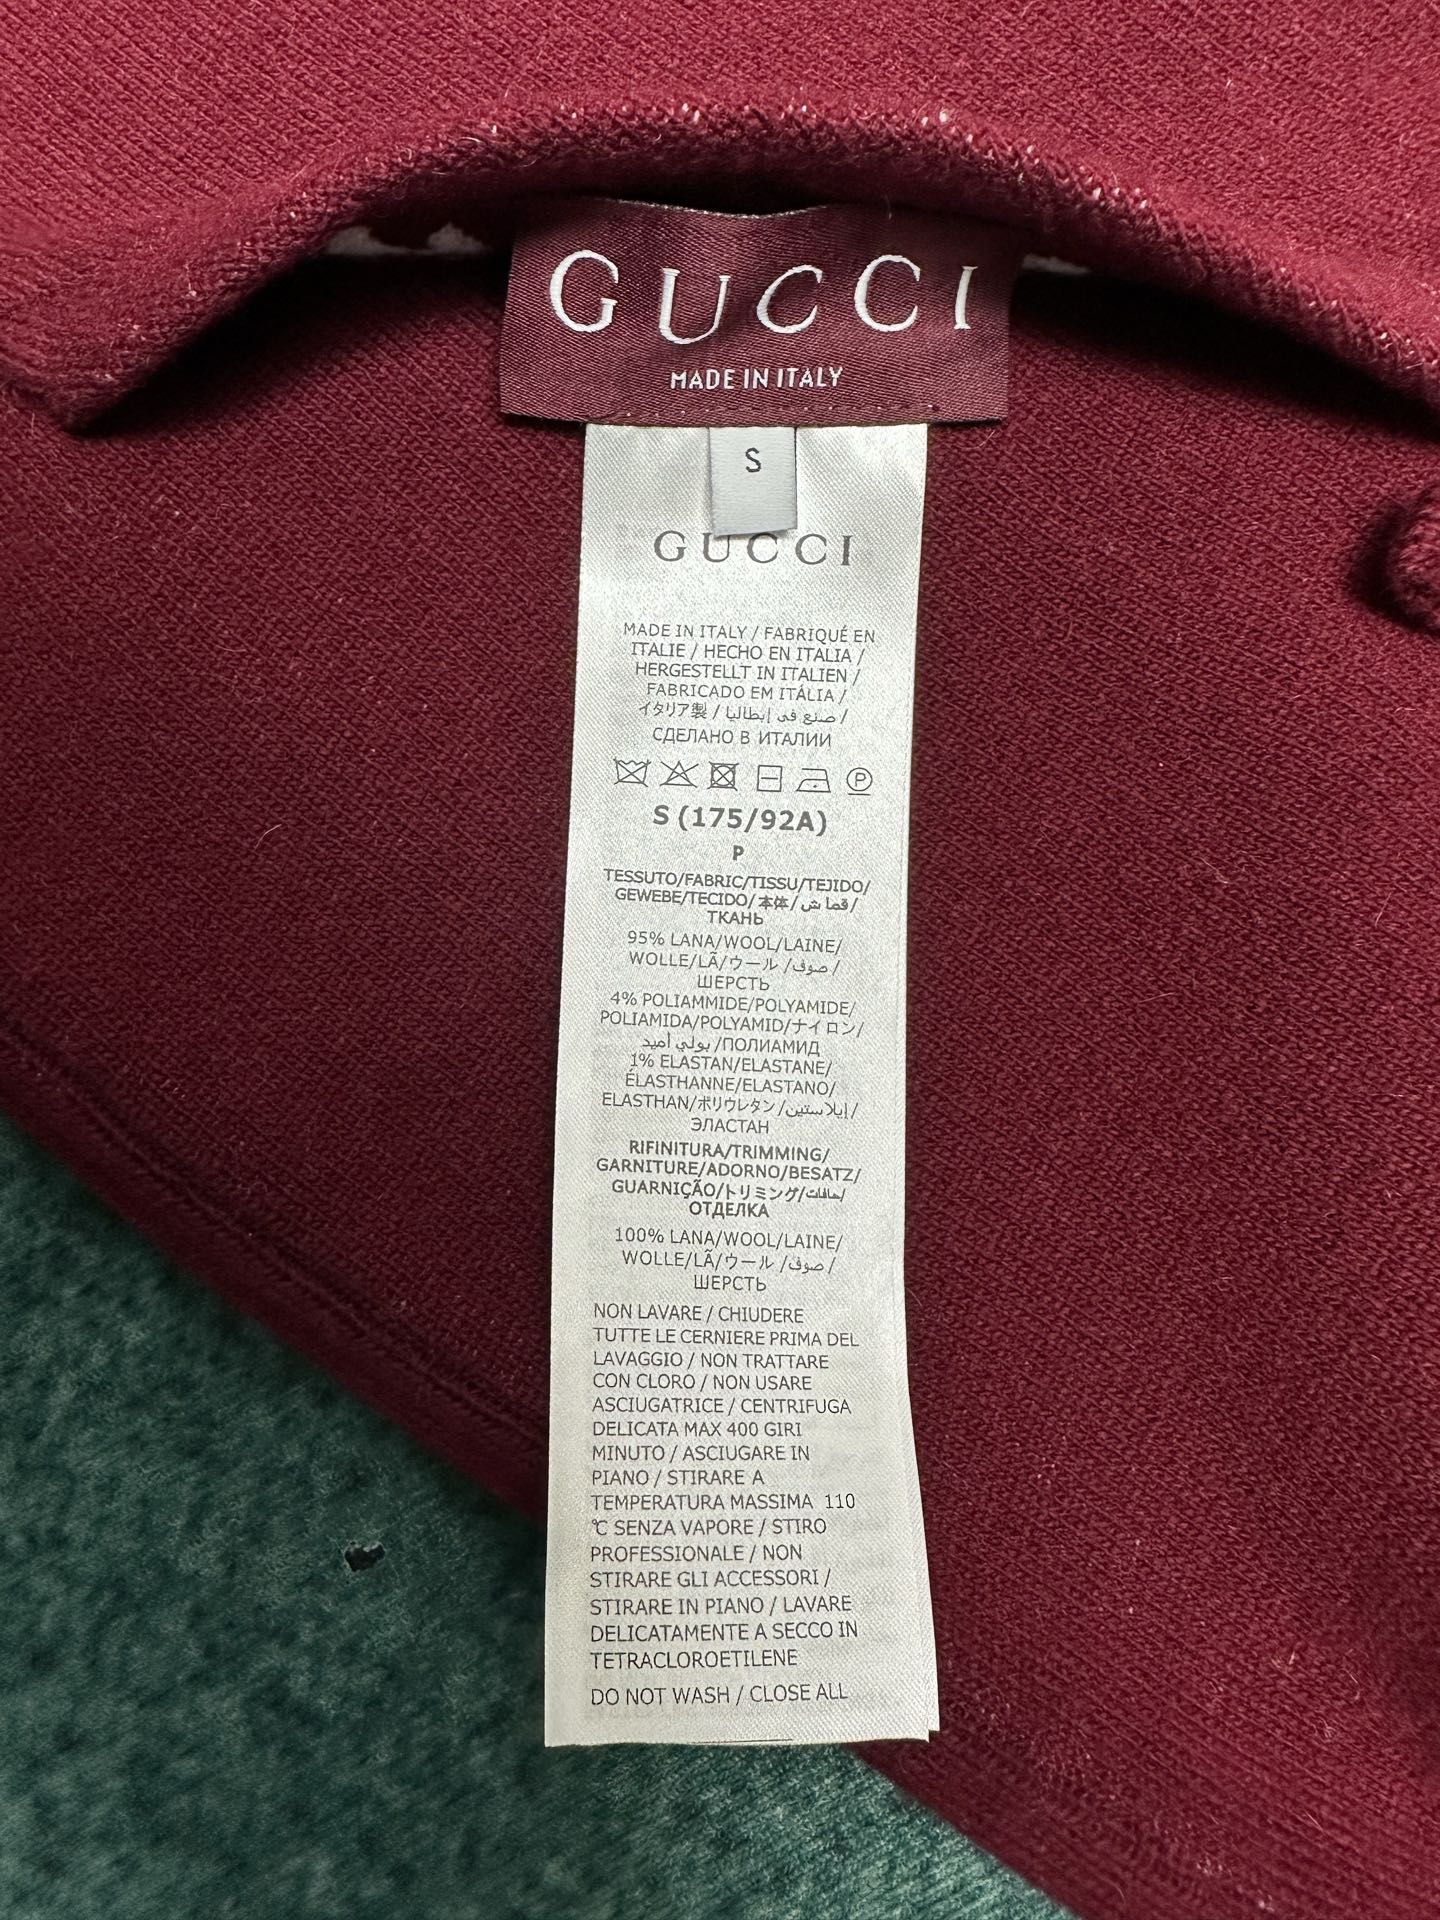 GUCCI
MADE IN ITALY
S
GUCCI
MADE IN ITALY / FABRIQUÉ EN
ITALIE / HECHO EN ITALIA /
HERGESTELLT IN ITALIEN /
FABRICADO EM ITÁLIA /
イタリア製 / صنع في إيطاليا /
СДЕЛАНО В ИТАЛИИ
P
S (175/92A)
P
TESSUTO/FABRIC/TISSU/TEJIDO/
GEWEBE/TECIDO/本体/قماش/
ТКАНЬ
95% LANA/WOOL/LAINE/
WOLLE/LÃ/ウール /صوف/
ШЕРСТЬ
4% POLIAMMIDE/POLYAMIDE/
POLIAMIDA/POLYAMID/ナイロン/
بولي أميد/ПОЛИАМИД
1% ELASTAN/ELASTANE/
ÉLASTHANNE/ELASTANO/
ELASTHAN/ポリウレタン/إيلاستين/
ЭЛАСТАН
RIFINITURA/TRIMMING/
GARNITURE/ADORNO/BESATZ/
GUARNIÇÃO/トリミング/حافات/
ОТДЕЛКА
100% LANA/WOOL/LAINE/
WOLLE/LÃ/ウール /صوف/
ШЕРСТЬ
NON LAVARE / CHIUDERE
TUTTE LE CERNIERE PRIMA DEL
LAVAGGIO / NON TRATTARE
CON CLORO / NON USARE
ASCIUGATRICE / CENTRIFUGA
DELICATA MAX 400 GIRI
MINUTO / ASCIUGARE IN
PIANO / STIRARE A
TEMPERATURA MASSIMA 110
°C SENZA VAPORE / STIRO
PROFESSIONALE / NON
STIRARE GLI ACCESSORI /
STIRARE IN PIANO / LAVARE
DELICATAMENTE A SECCO IN
TETRACLOROETILENE
DO NOT WASH / CLOSE ALL